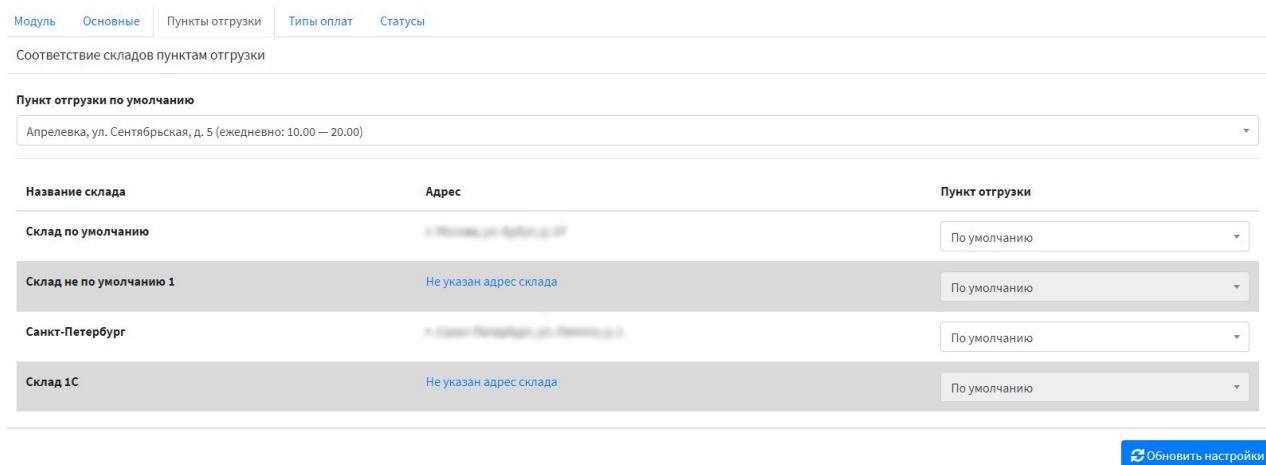 Модуль Основные Пункты отгрузки Типы оплат Статусы
Соответствие складов пунктам отгрузки
Пункт отгрузки по умолчанию
Апрелевка, ул. Сентябрьская, д. 5 (ежедневно: 10.00 — 20.00)
Название склада Адрес Пункт отгрузки
Склад по умолчанию По умолчанию
Склад не по умолчанию 1 Не указан адрес склада По умолчанию
Санкт-Петербург По умолчанию
Склад 1С Не указан адрес склада По умолчанию
Обновить настройки